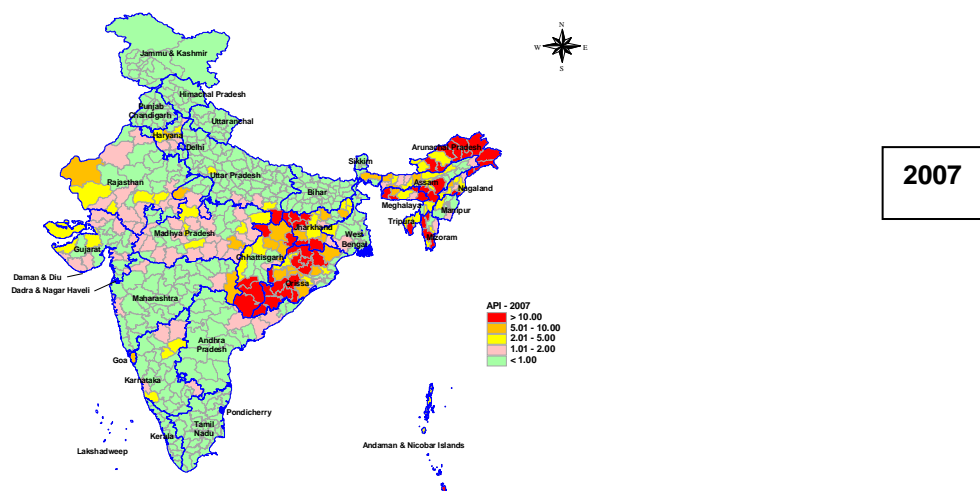 N
W E
S
Jammu & Kashmir
Himachal Pradesh
Punjab
Chandigarh
Uttaranchal
Haryana
Delhi
Arunachal Pradesh
Sikkim
Rajasthan
Uttar Pradesh
Assam
Nagaland
Bihar
Meghalaya
Manipur
Tripura
Mizoram
Jharkhand
West
Bengal
Madhya Pradesh
Gujarat
Chhattisgarh
Daman & Diu
Dadra & Nagar Haveli
Orissa
Maharashtra
Andhra
Pradesh
Goa
Karnataka
Pondicherry
Tamil
Nadu
Kerala
Lakshadweep
Andaman & Nicobar Islands
API - 2007
> 10.00
5.01 - 10.00
2.01 - 5.00
1.01 - 2.00
< 1.00
2007